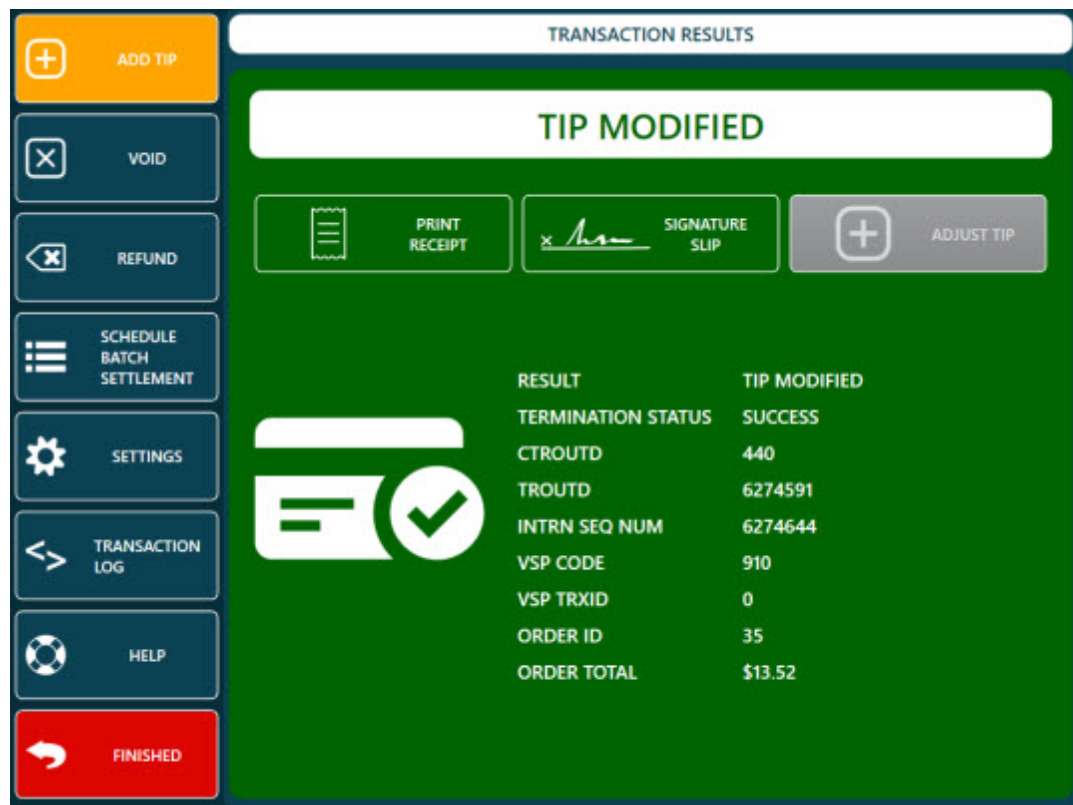 ADD TIP
VOID
REFUND
SCHEDULE
BATCH
SETTLEMENT
SETTINGS
TRANSACTION
LOG
HELP
FINISHED
TRANSACTION RESULTS
TIP MODIFIED
PRINT
RECEIPT
SIGNATURE
SLIP
ADJUST TIP
RESULT TIP MODIFIED
TERMINATION STATUS SUCCESS
CTROUTD 440
TROUTD 6274591
INTRN SEQ NUM 6274644
VSP CODE 910
VSP TRXID 0
ORDER ID 35
ORDER TOTAL $13.52